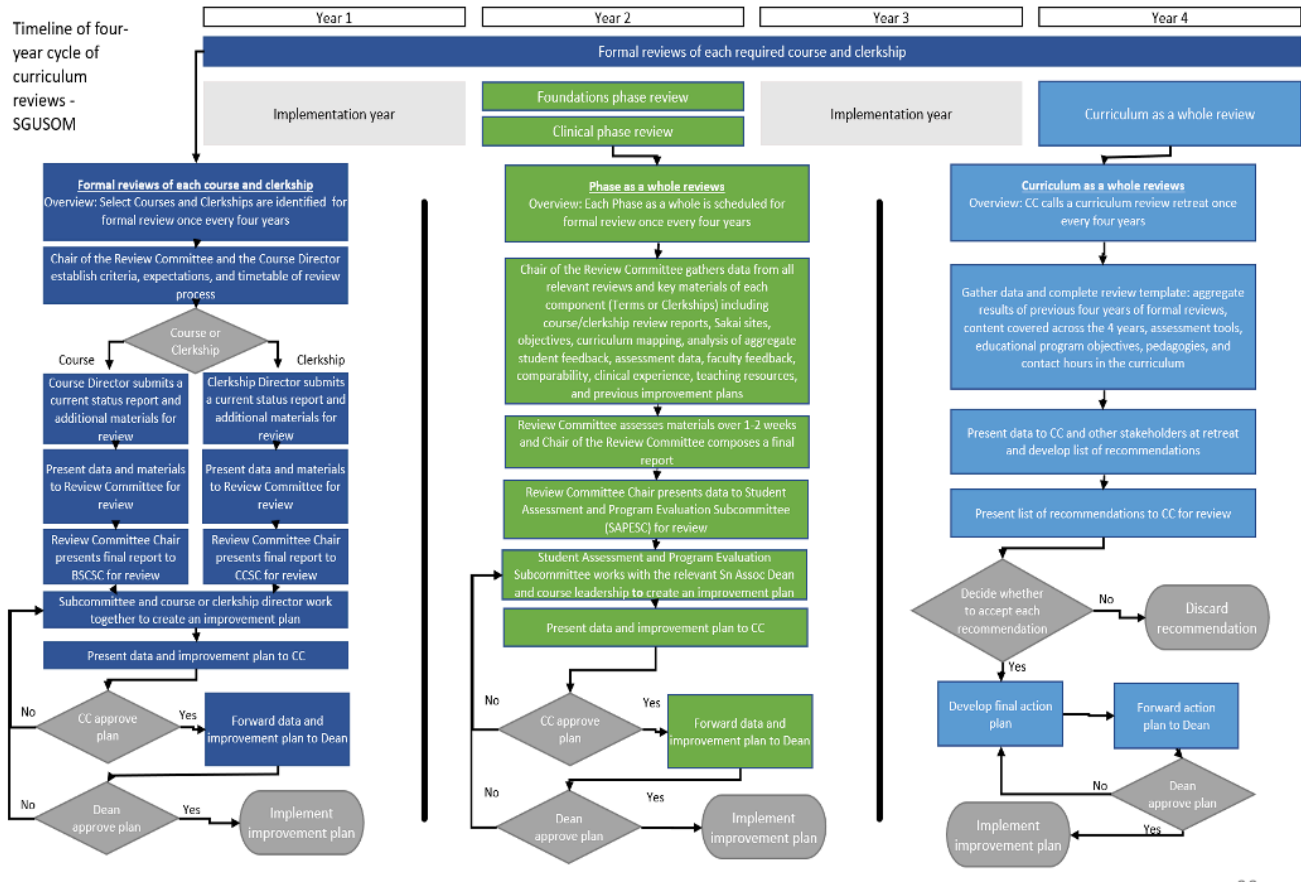 Timeline of four-
year cycle of
curriculum
reviews -
SGUSOM
Year 1
Year 2
Year 3
Year 4
Formal reviews of each required course and clerkship
Implementation year
Foundations phase review
Clinical phase review
Implementation year
Curriculum as a whole review
Formal reviews of each course and clerkship
Overview: Select Courses and Clerkships are identified for
formal review once every four years
Chair of the Review Committee and the Course Director
establish criteria, expectations, and timetable of review
process
Course or
Clerkship
Course
Clerkship
Course Director submits a
current status report and
additional materials for
review
Clerkship Director submits
a current status report and
additional materials for
review
Present data and materials
to Review Committee for
review
Present data and materials
to Review Committee for
review
Review Committee Chair
presents final report to
BSCSC for review
Review Committee Chair
presents final report to
CCSC for review
Subcommittee and course or clerkship director work
together to create an improvement plan
Present data and improvement plan to CC
No
CC approve
plan
Yes
Forward data and
improvement plan to Dean
No
Dean
approve plan
Yes
Implement
improvement plan
Phase as a whole reviews
Overview: Each Phase as a whole is scheduled for
formal review once every four years
Chair of the Review Committee gathers data from all
relevant reviews and key materials of each
component (Terms or Clerkships) including
course/clerkship review reports, Sakai sites,
objectives, curriculum mapping, analysis of aggregate
student feedback, assessment data, faculty feedback,
comparability, clinical experience, teaching resources,
and previous improvement plans
Review Committee assesses materials over 1-2 weeks
and Chair of the Review Committee composes a final
report
Review Committee Chair presents data to Student
Assessment and Program Evaluation Subcommittee
(SAPESC) for review
Student Assessment and Program Evaluation
Subcommittee works with the relevant Sn Assoc Dean
and course leadership to create an improvement plan
Present data and improvement plan to CC
No
CC approve
plan
Yes
Forward data and
improvement plan to Dean
No
Dean
approve plan
Yes
Implement
improvement plan
Curriculum as a whole reviews
Overview: CC calls a curriculum review retreat once
every four years
Gather data and complete review template: aggregate
results of previous four years of formal reviews,
content covered across the 4 years, assessment tools,
educational program objectives, pedagogies, and
contact hours in the curriculum
Present data to CC and other stakeholders at retreat
and develop list of recommendations
Present list of recommendations to CC for review
Decide whether
to accept each
recommendation
No
Discard
recommendation
Yes
Develop final action
plan
Forward action
plan to Dean
No
Dean
approve plan
Yes
Implement
improvement plan